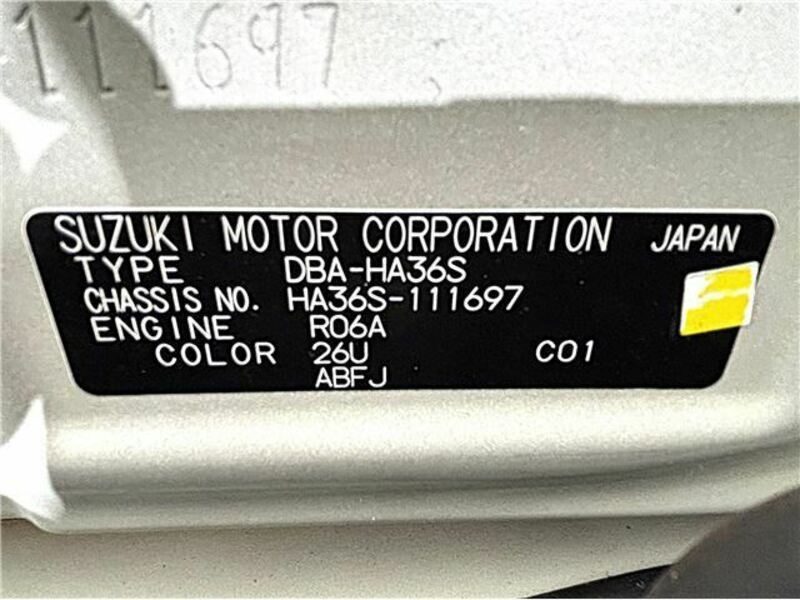 111697
SUZUKI MOTOR CORPORATION JAPAN
TYPE DBA-HA36S
CHASSIS NO. HA36S-111697
ENGINE R06A
COLOR 26U C01
ABFJ